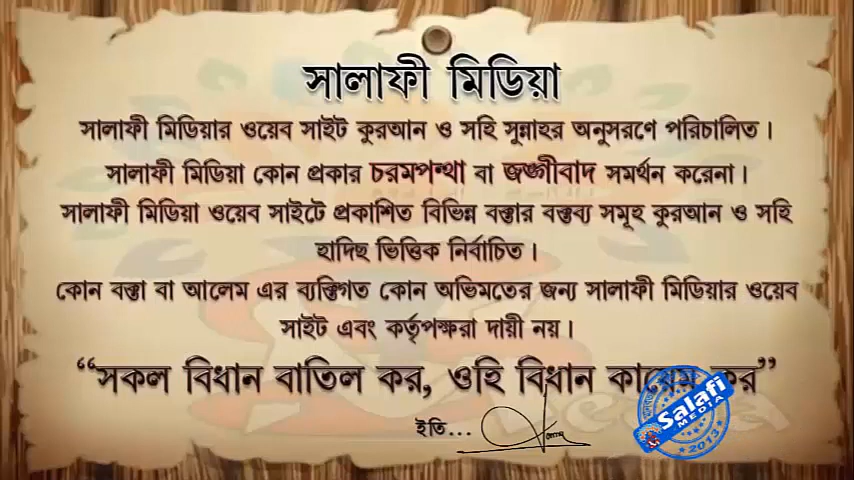 সালাফী মিডিয়া
সালাফী মিডিয়ার ওয়েব সাইট কুরআন ও সহি সুন্নাহর অনুসরণে পরিচালিত।
সালাফী মিডিয়া কোন প্রকার চরমপন্থা বা জঙ্গীবাদ সমর্থন করেনা।
সালাফী মিডিয়া ওয়েব সাইটে প্রকাশিত বিভিন্ন বক্তার বক্তব্য সমূহ কুরআন ও সহি
হাদিছ ভিত্তিক নির্বাচিত।
কোন বক্তা বা আলেম এর ব্যক্তিগত কোন অভিমতের জন্য সালাফী মিডিয়ার ওয়েব
সাইট এবং কর্তৃপক্ষরা দায়ী নয়।
“সকল বিধান বাতিল কর, ওহি বিধান কায়েম কর”
ইতি...
Salafi
MEDIA
2013